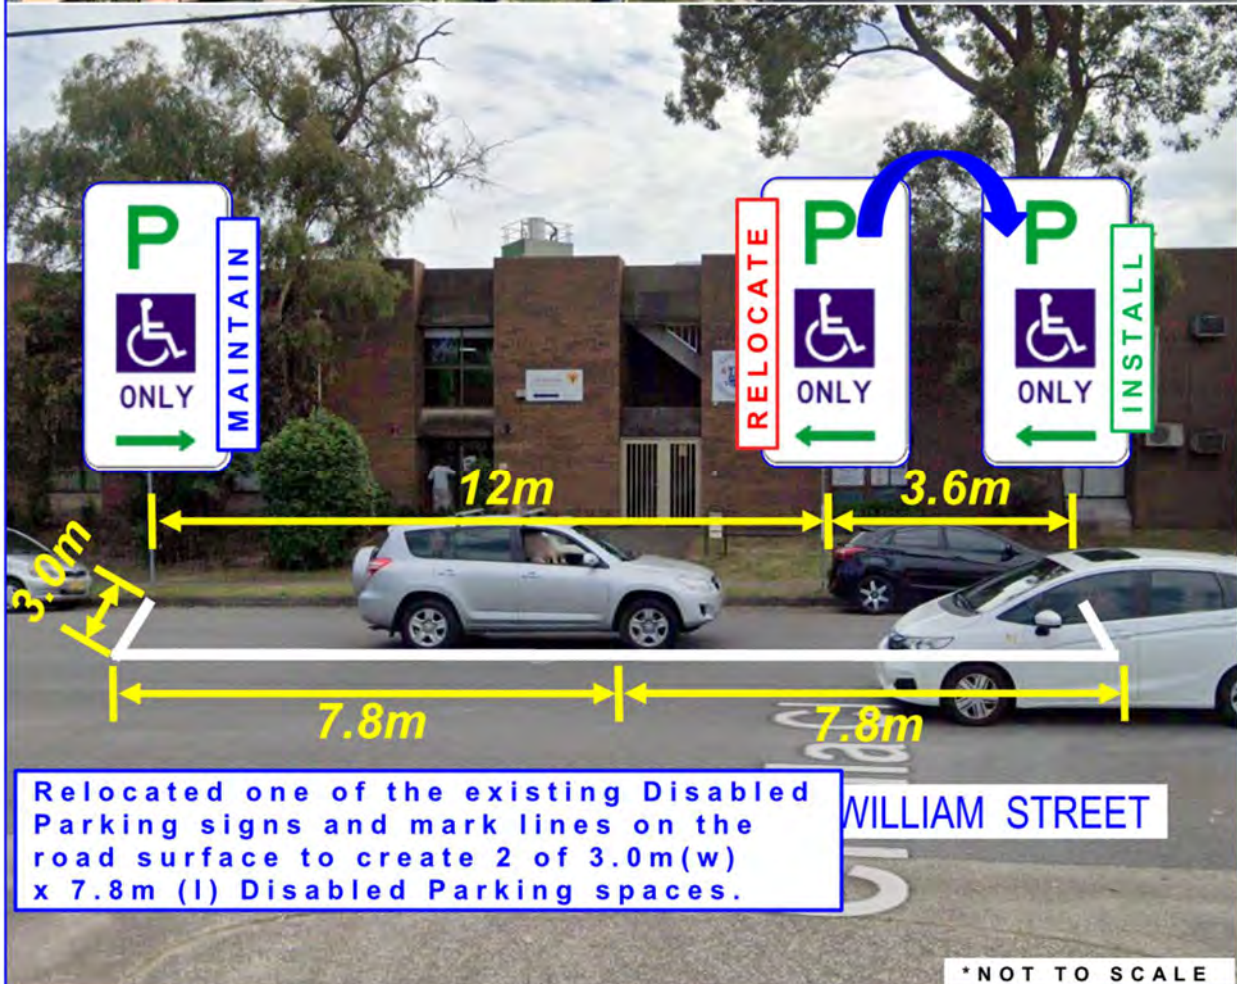 P
ONLY
MAINTAIN
RELOCATE
P
ONLY
P
ONLY
INSTALL
12m
3.6m
3.0m
7.8m
7.8m
Relocated one of the existing Disabled
Parking signs and mark lines on the
road surface to create 2 of 3.0m(w)
x 7.8m (l) Disabled Parking spaces.
WILLIAM STREET
*NOT TO SCALE